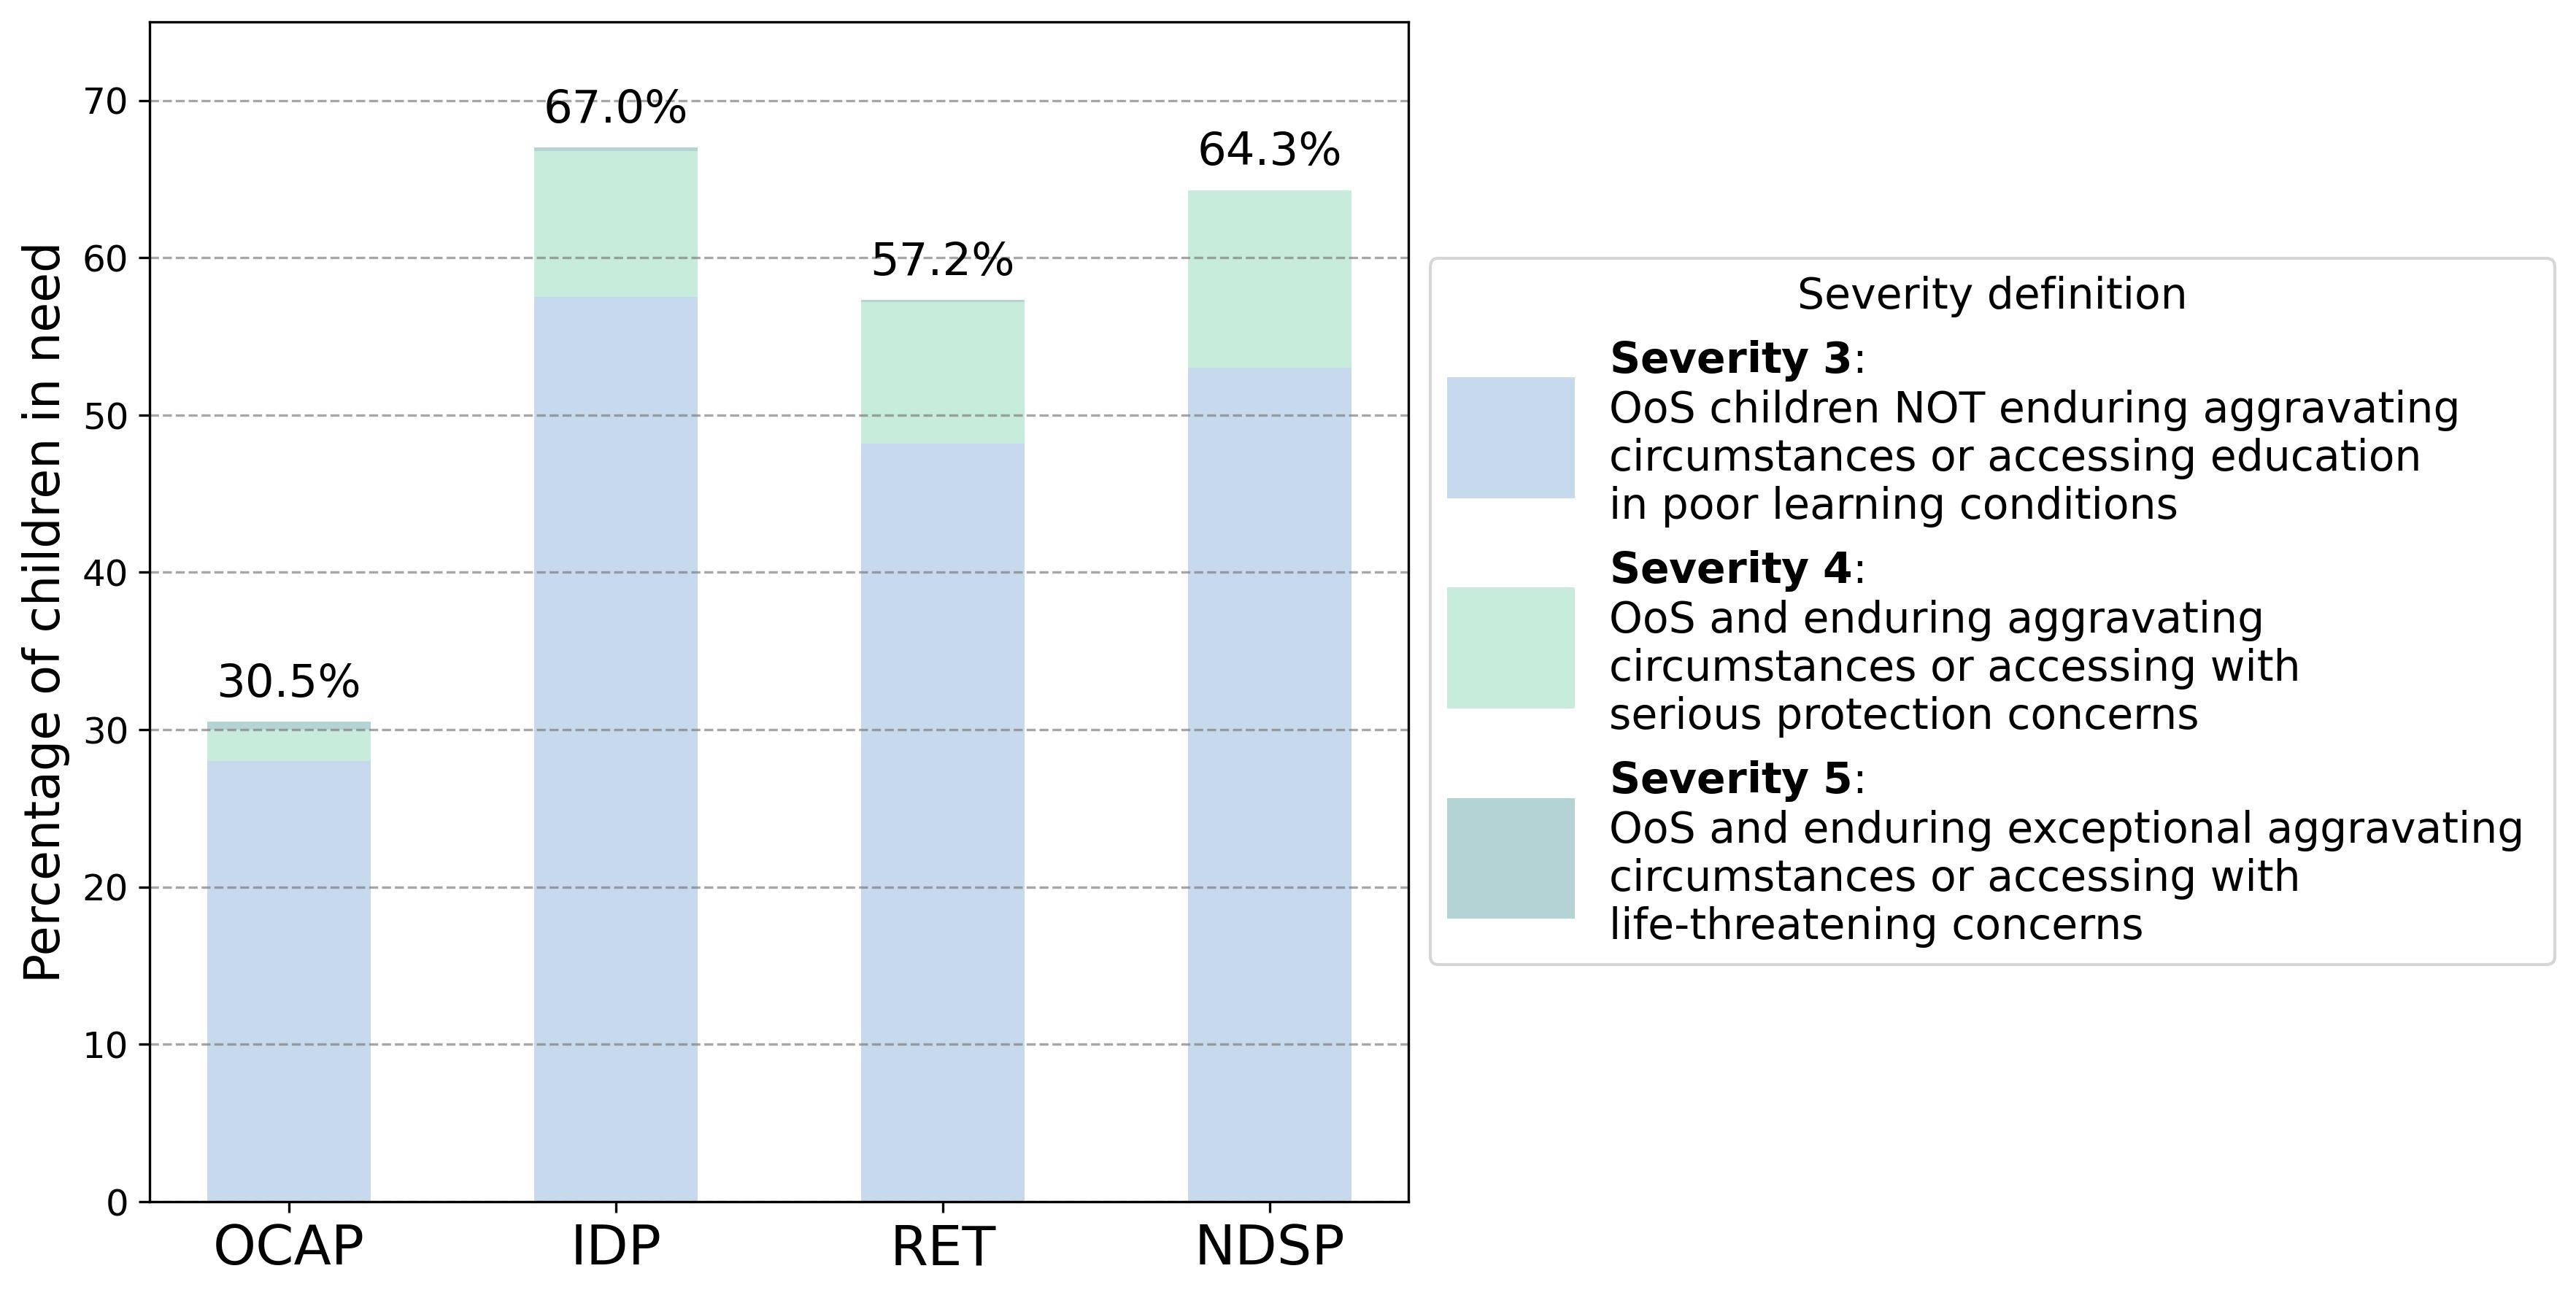 Percentage of children in need
70
60
50
40
30
20
10
0
30.5%
67.0%
57.2%
64.3%
OCAP
IDP
RET
NDSP
Severity definition
Severity 3:
OoS children NOT enduring aggravating
circumstances or accessing education
in poor learning conditions
Severity 4:
OoS and enduring aggravating
circumstances or accessing with
serious protection concerns
Severity 5:
OoS and enduring exceptional aggravating
circumstances or accessing with
life-threatening concerns